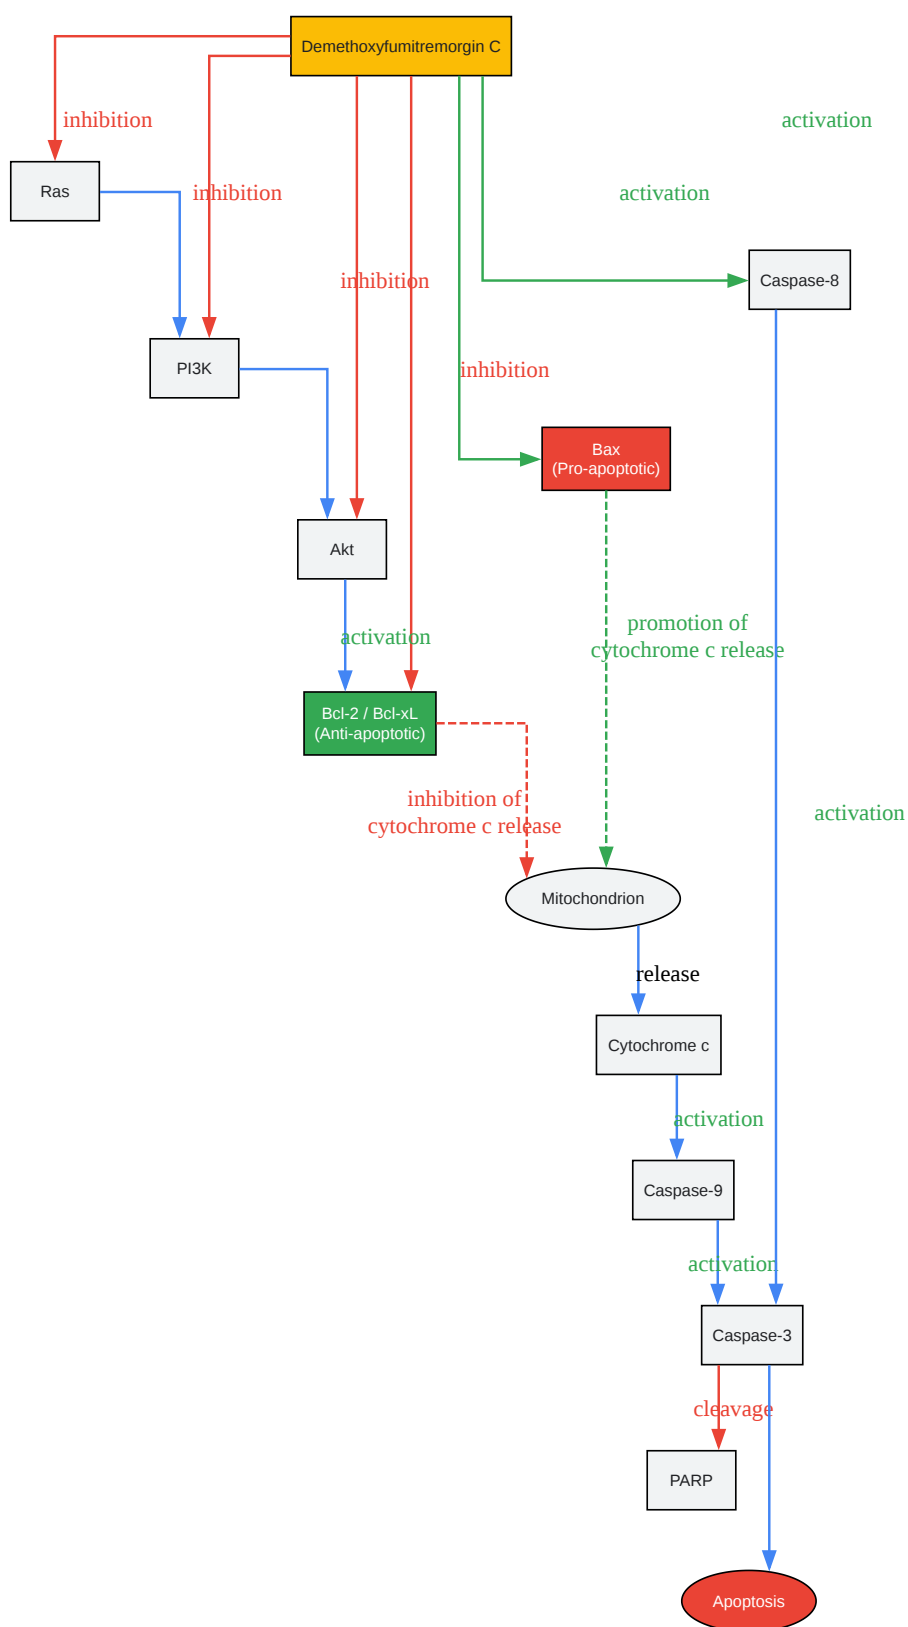 Demethoxyfumitremorgin C
inhibition
activation
Ras
inhibition
activation
inhibition
Caspase-8
PI3K
inhibition
Bax
(Pro-apoptotic)
Akt
activation
promotion of
cytochrome c release
Bcl-2 / Bcl-xL
(Anti-apoptotic)
inhibition of
cytochrome c release
activation
Mitochondrion
release
Cytochrome c
activation
Caspase-9
activation
Caspase-3
cleavage
PARP
Apoptosis